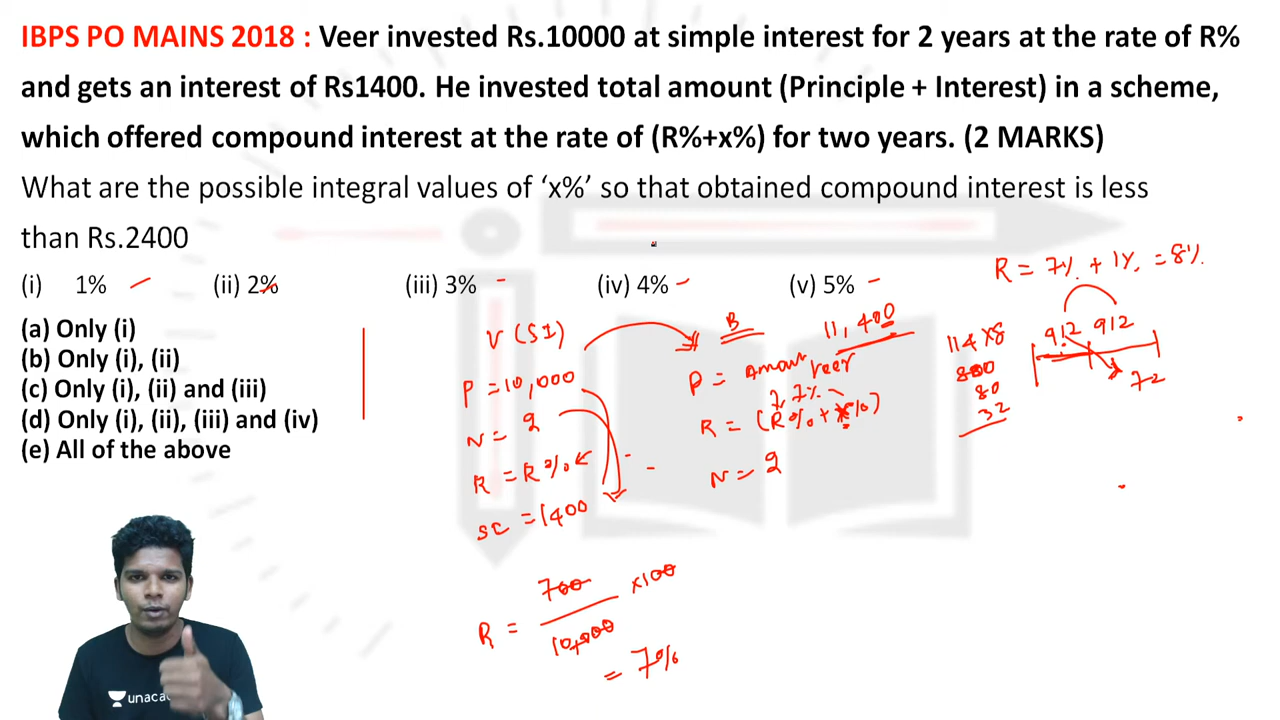 IBPS PO MAINS 2018 : Veer invested Rs.10000 at simple interest for 2 years at the rate of R%
and gets an interest of Rs1400. He invested total amount (Principle + Interest) in a scheme,
which offered compound interest at the rate of (R%+x%) for two years. (2 MARKS)
What are the possible integral values of ‘x%’ so that obtained compound interest is less
than Rs.2400
(i) 1% (ii) 2% (iii) 3% (iv) 4% (v) 5%
(a) Only (i)
(b) Only (i), (ii)
(c) Only (i), (ii) and (iii)
(d) Only (i), (ii), (iii) and (iv)
(e) All of the above
V (SI)
P = 10,000
N = 2
R = R%
= 1400
R = 700 / 10,000 × 100
= 7%
B
11,400
P = Amount Veer
7, 7%
R = (R% + x%)
N = 2
R = 7% + 1% = 8%
114 × 8
800
80
32
912 912
72
unaca